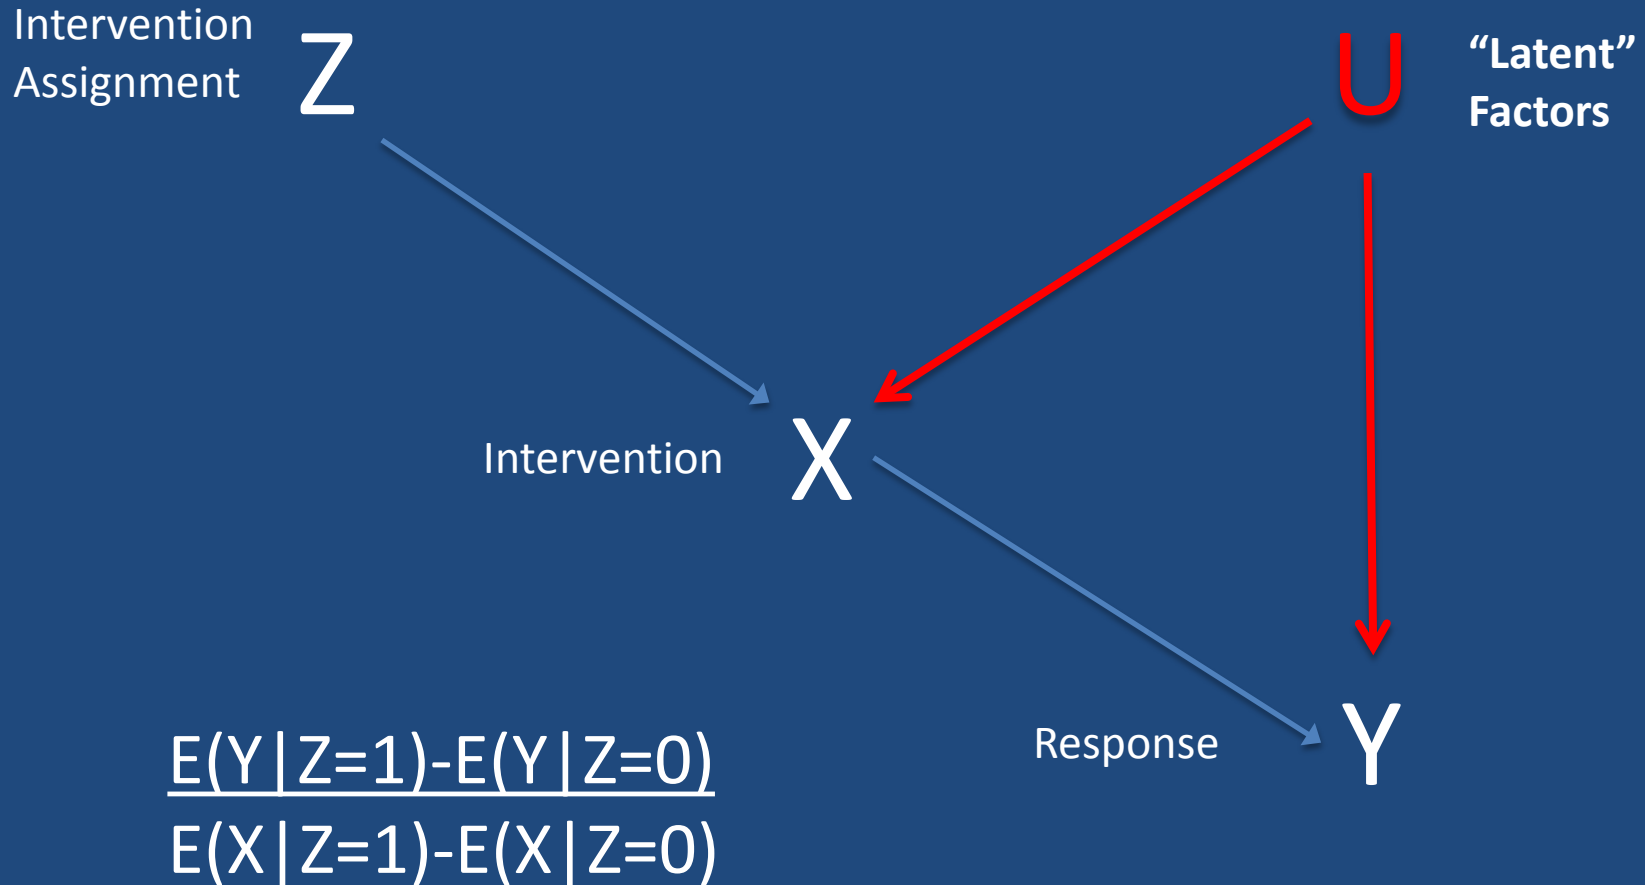 Intervention
Assignment
Z
U
“Latent”
Factors
Intervention
X
Response
Y
E(Y|Z=1)-E(Y|Z=0)
E(X|Z=1)-E(X|Z=0)